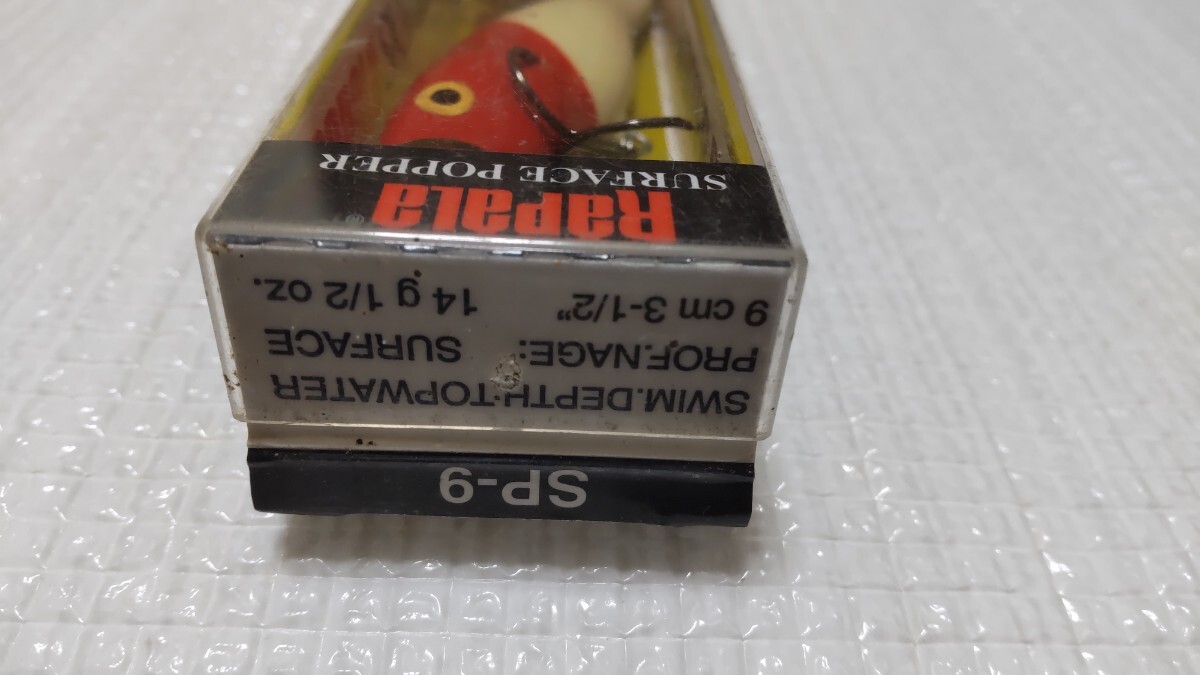 SP-9
SWIM.DEPTH:TOPWATER
PROF.NAGE: SURFACE
9 cm 3-1/2” 14 g 1/2 oz.
RAPALA®
SURFACE POPPER